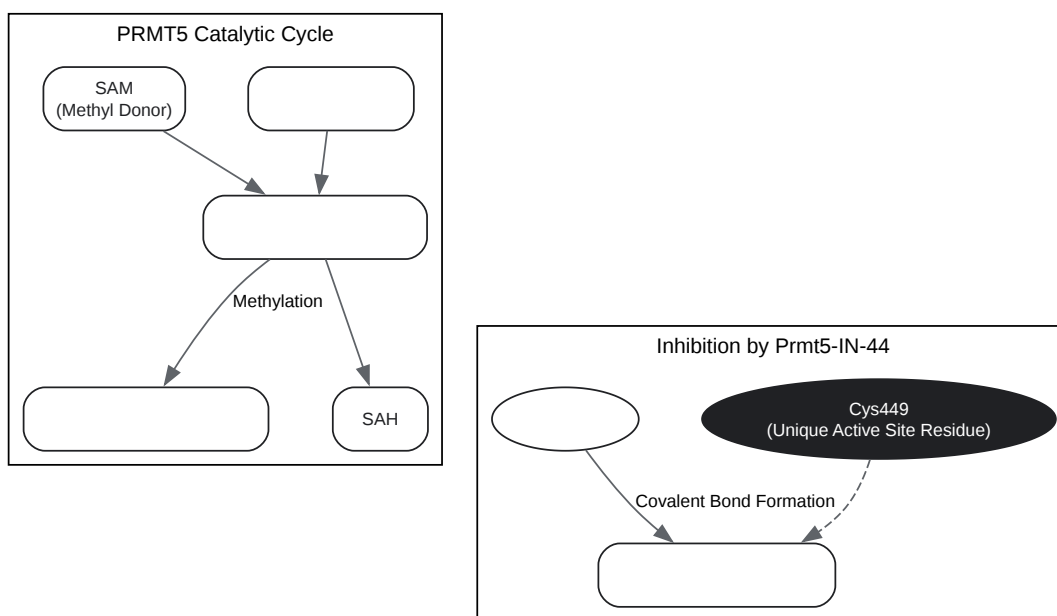 PRMT5 Catalytic Cycle
SAM
(Methyl Donor)
Methylation
SAH
Inhibition by Prmt5-IN-44
Cys449
(Unique Active Site Residue)
Covalent Bond Formation